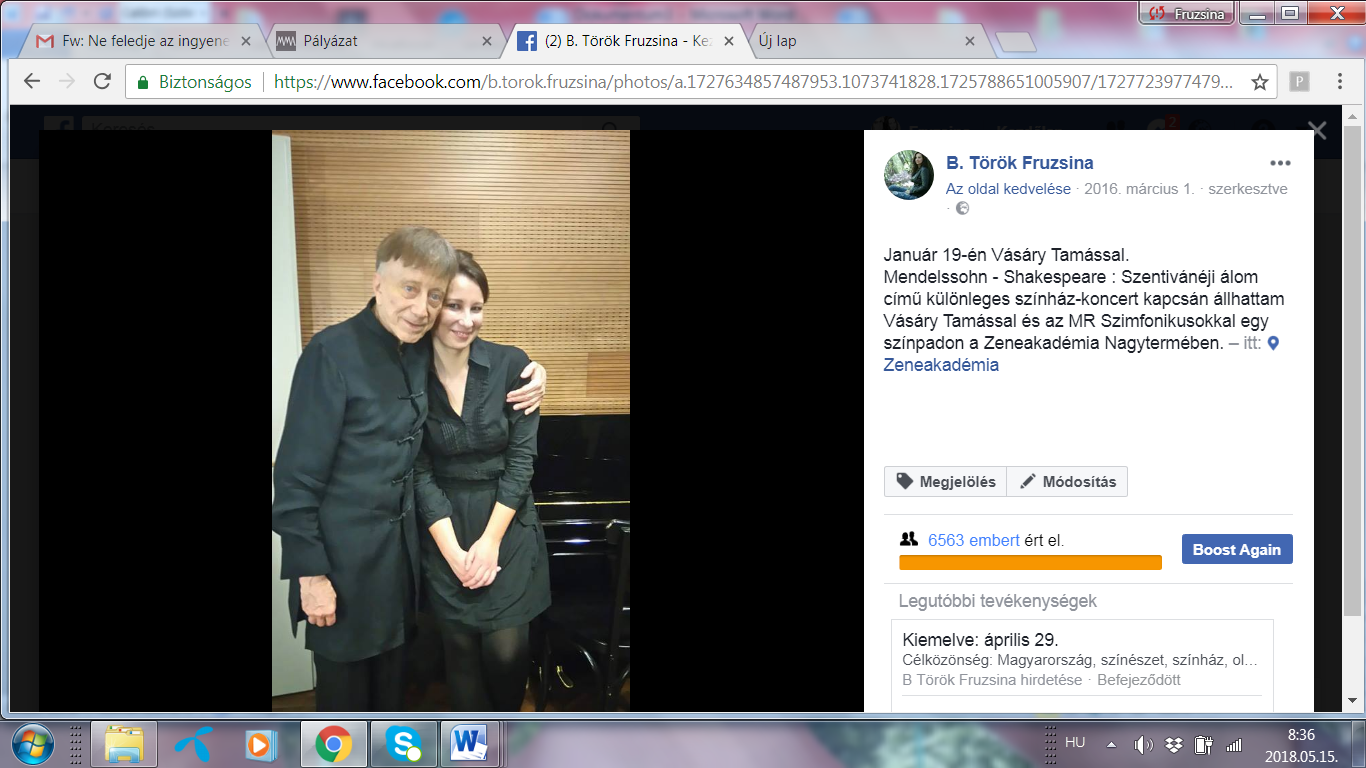 Fruzsina
Fw: Ne feledje az ingyene
Pályázat
(2) B. Török Fruzsina - Kez
Új lap
Biztonságos
https://www.facebook.com/b.torok.fruzsina/photos/a.1727634857487953.1073741828.1725788651005907/1727723977479...
P
B. Török Fruzsina
Az oldal kedvelése · 2016. március 1. · szerkesztve
·
Január 19-én Vásáry Tamással.
Mendelssohn - Shakespeare : Szentivánéji álom
című különleges színház-koncert kapcsán állhattam
Vásáry Tamással és az MR Szimfonikusokkal egy
színpadon a Zeneakadémia Nagytermében. – itt:
Zeneakadémia
Megjelölés
Módosítás
6563 embert ért el.
Boost Again
Legutóbbi tevékenységek
Kiemelve: április 29.
Célközönség: Magyarország, színészet, színház, ol...
B Török Fruzsina hirdetése · Befejeződött
HU
8:36
2018.05.15.